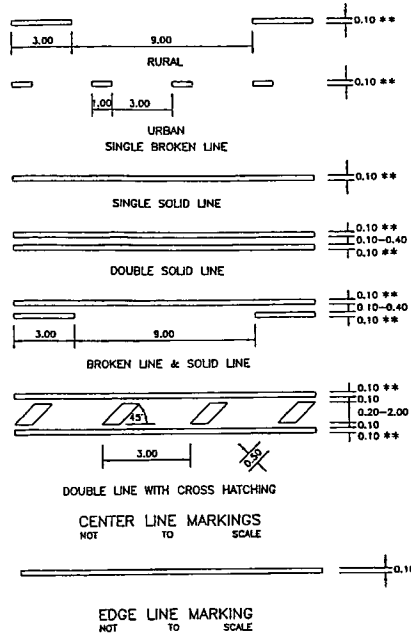 0.10 **
3.00 9.00
RURAL
0.10 **
1.00 3.00
URBAN
SINGLE BROKEN LINE
0.10 **
SINGLE SOLID LINE
0.10 **
0.10-0.40
0.10 **
DOUBLE SOLID LINE
0.10 **
0.10-0.40
0.10 **
3.00 9.00
BROKEN LINE & SOLID LINE
0.10 **
0.10
0.20-2.00
0.10
0.10 **
45°
3.00
0.50
DOUBLE LINE WITH CROSS HATCHING
CENTER LINE MARKINGS
NOT TO SCALE
EDGE LINE MARKING
NOT TO SCALE